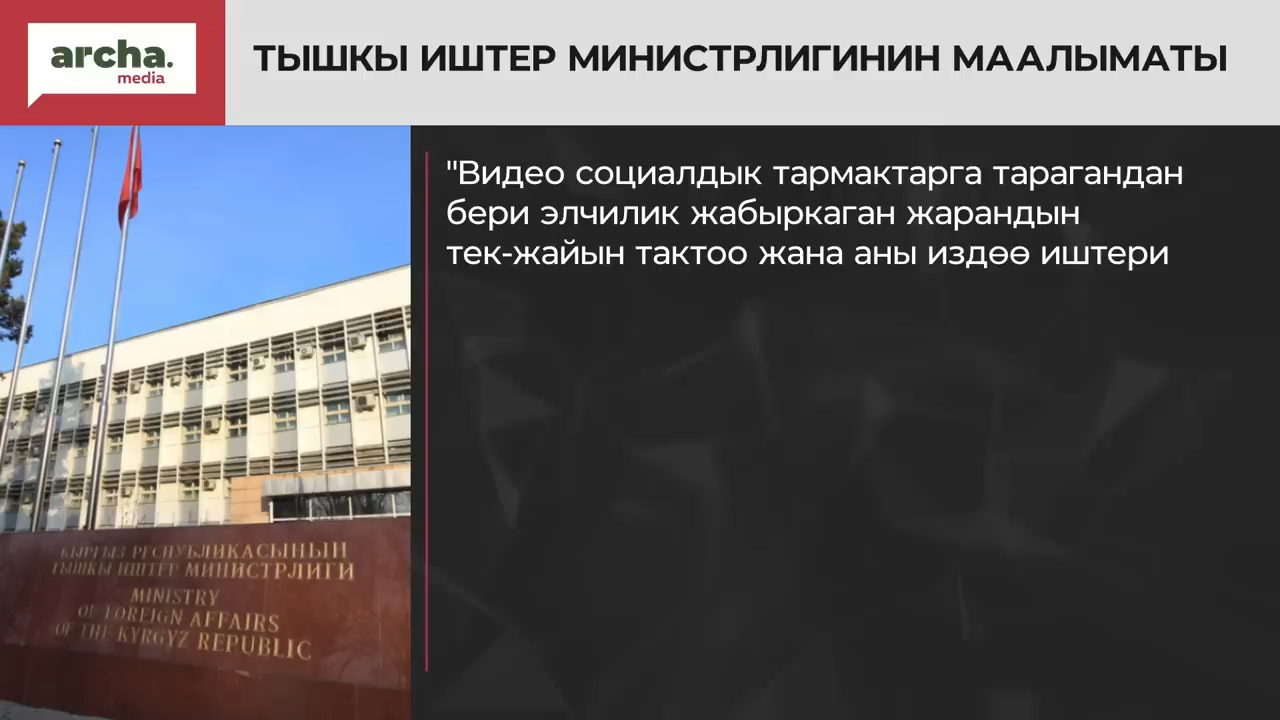 archa.
media
ТЫШКЫ ИШТЕР МИНИСТРЛИГИНИН МААЛЫМАТЫ
"Видео социалдык тармактарга тарагандан
бери элчилик жабыркаган жарандын
тек-жайын тактоо жана аны издөө иштери
КЫРГЫЗ РЕСПУБЛИКАСЫНЫН
ТЫШКЫ ИШТЕР МИНИСТРЛИГИ
MINISTRY
OF FOREIGN AFFAIRS
OF THE KYRGYZ REPUBLIC